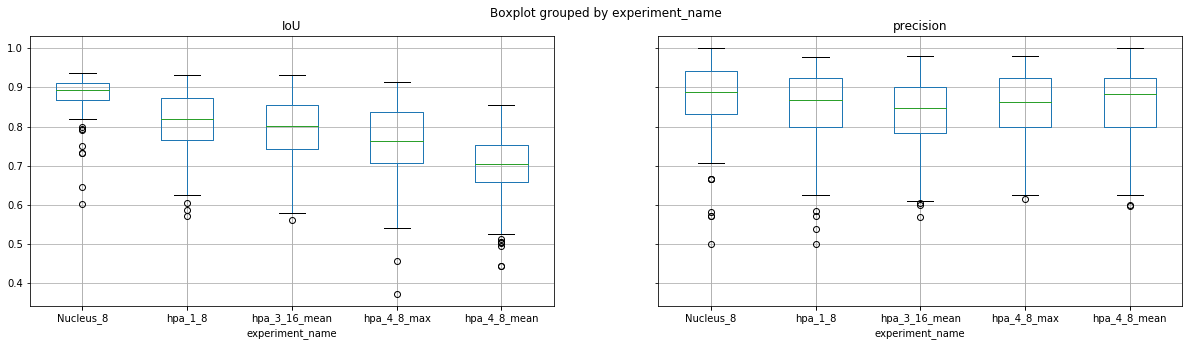 Boxplot grouped by experiment_name
IoU
1.0
0.9
0.8
0.7
0.6
0.5
0.4
Nucleus_8 hpa_1_8 hpa_3_16_mean hpa_4_8_max hpa_4_8_mean
experiment_name
precision
Nucleus_8 hpa_1_8 hpa_3_16_mean hpa_4_8_max hpa_4_8_mean
experiment_name